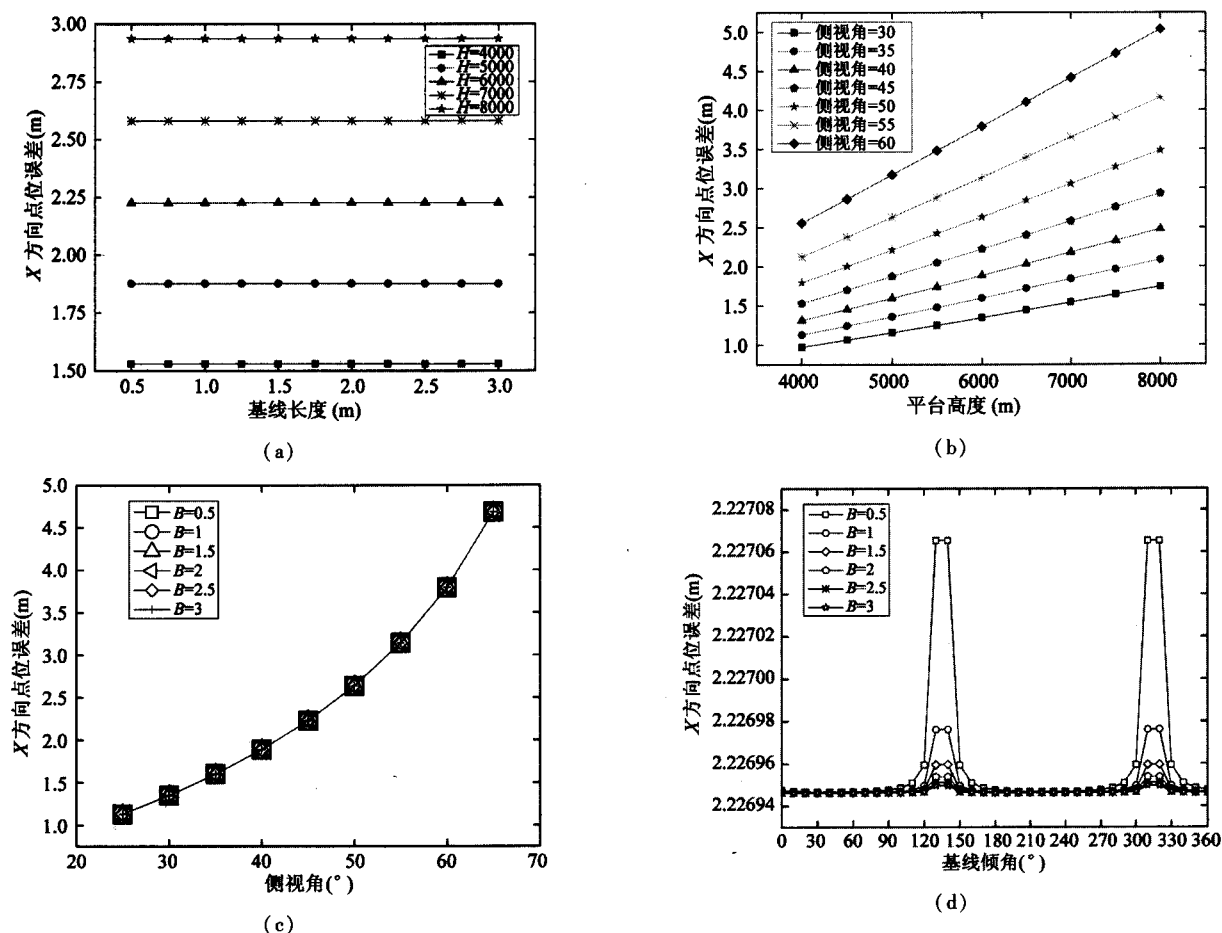 3.00
2.75
2.50
2.25
2.00
1.75
1.50
X 方向点位误差(m)
H=4000
H=5000
H=6000
H=7000
H=8000
0.5 1.0 1.5 2.0 2.5 3.0
基线长度 (m)
(a)
5.0
4.5
4.0
3.5
3.0
2.5
2.0
1.5
1.0
X 方向点位误差(m)
侧视角=30
侧视角=35
侧视角=40
侧视角=45
侧视角=50
侧视角=55
侧视角=60
4000 5000 6000 7000 8000
平台高度 (m)
(b)
5.0
4.5
4.0
3.5
3.0
2.5
2.0
1.5
1.0
X 方向点位误差(m)
B=0.5
B=1
B=1.5
B=2
B=2.5
B=3
20 30 40 50 60 70
侧视角(°)
(c)
2.22708
2.22706
2.22704
2.22702
2.22700
2.22698
2.22696
2.22694
X 方向点位误差(m)
B=0.5
B=1
B=1.5
B=2
B=2.5
B=3
0 30 60 90 120 150 180 210 240 270 300 330 360
基线倾角(°)
(d)